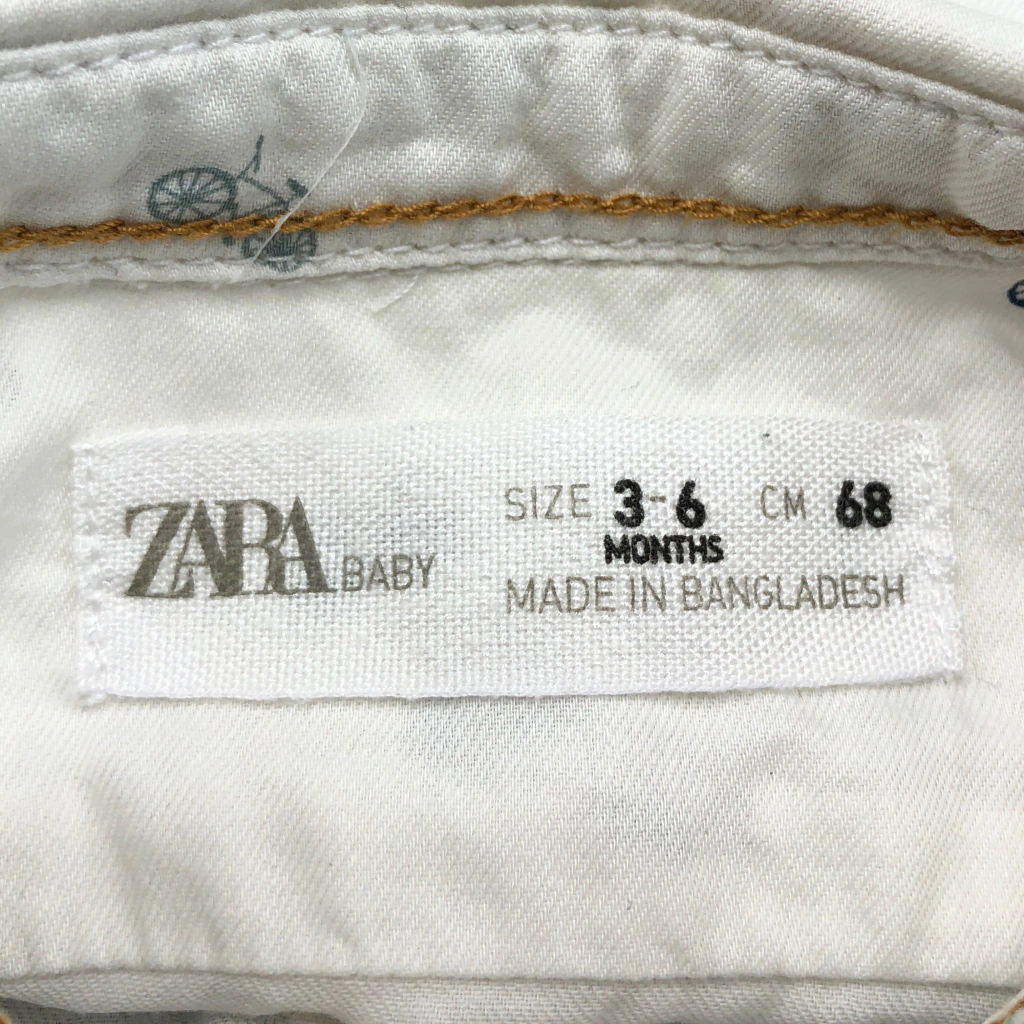 ZARA BABY
SIZE 3-6 CM 68
MONTHS
MADE IN BANGLADESH